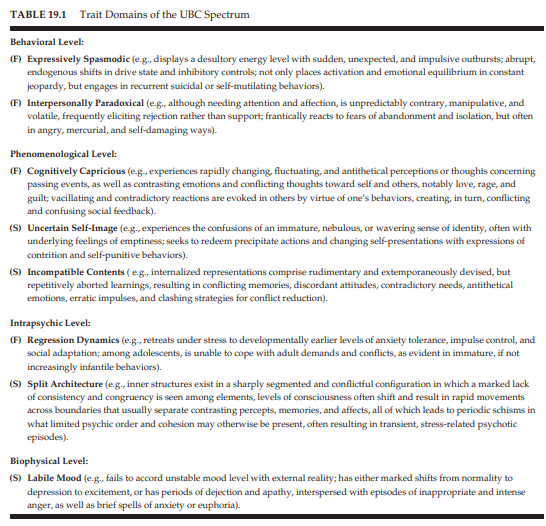 TABLE 19.1 Trait Domains of the UBC Spectrum
Behavioral Level:
(F) Expressively Spasmodic (e.g., displays a desultory energy level with sudden, unexpected, and impulsive outbursts; abrupt,
endogenous shifts in drive state and inhibitory controls; not only places activation and emotional equilibrium in constant
jeopardy, but engages in recurrent suicidal or self-mutilating behaviors).
(F) Interpersonally Paradoxical (e.g., although needing attention and affection, is unpredictably contrary, manipulative, and
volatile, frequently eliciting rejection rather than support; frantically reacts to fears of abandonment and isolation, but often
in angry, mercurial, and self-damaging ways).
Phenomenological Level:
(F) Cognitively Capricious (e.g., experiences rapidly changing, fluctuating, and antithetical perceptions or thoughts concerning
passing events, as well as contrasting emotions and conflicting thoughts toward self and others, notably love, rage, and
guilt; vacillating and contradictory reactions are evoked in others by virtue of one's behaviors, creating, in turn, conflicting
and confusing social feedback).
(S) Uncertain Self-Image (e.g., experiences the confusions of an immature, nebulous, or wavering sense of identity, often with
underlying feelings of emptiness; seeks to redeem precipitate actions and changing self-presentations with expressions of
contrition and self-punitive behaviors).
(S) Incompatible Contents ( e.g., internalized representations comprise rudimentary and extemporaneously devised, but
repetitively aborted learnings, resulting in conflicting memories, discordant attitudes, contradictory needs, antithetical
emotions, erratic impulses, and clashing strategies for conflict reduction).
Intrapsychic Level:
(F) Regression Dynamics (e.g., retreats under stress to developmentally earlier levels of anxiety tolerance, impulse control, and
social adaptation; among adolescents, is unable to cope with adult demands and conflicts, as evident in immature, if not
increasingly infantile behaviors).
(S) Split Architecture (e.g., inner structures exist in a sharply segmented and conflictful configuration in which a marked lack
of consistency and congruency is seen among elements, levels of consciousness often shift and result in rapid movements
across boundaries that usually separate contrasting percepts, memories, and affects, all of which leads to periodic schisms in
what limited psychic order and cohesion may otherwise be present, often resulting in transient, stress-related psychotic
episodes).
Biophysical Level:
(S) Labile Mood (e.g., fails to accord unstable mood level with external reality; has either marked shifts from normality to
depression to excitement, or has periods of dejection and apathy, interspersed with episodes of inappropriate and intense
anger, as well as brief spells of anxiety or euphoria).